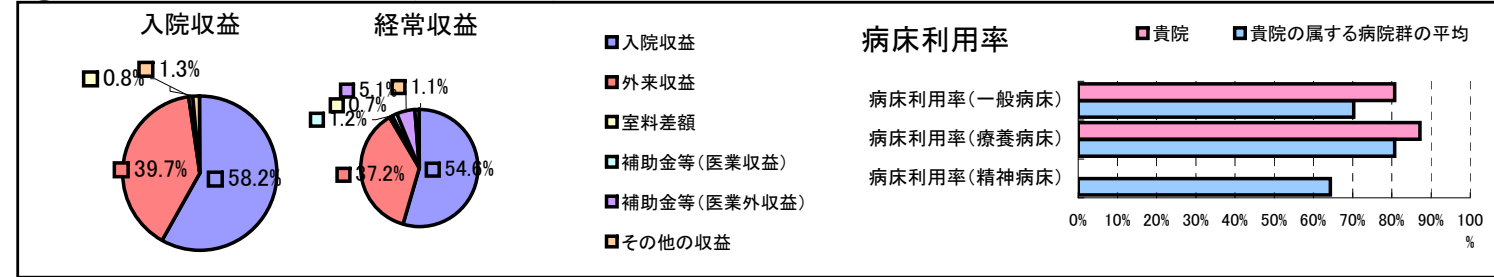 入院収益
0.8%
1.3%
39.7%
58.2%
経常収益
5.1%
1.1%
0.7%
1.2%
37.2%
54.6%
入院収益
外来収益
室料差額
補助金等(医業収益)
補助金等(医業外収益)
その他の収益
病床利用率
貴院
貴院の属する病院群の平均
病床利用率(一般病床)
病床利用率(療養病床)
病床利用率(精神病床)
0% 10% 20% 30% 40% 50% 60% 70% 80% 90% 100
%